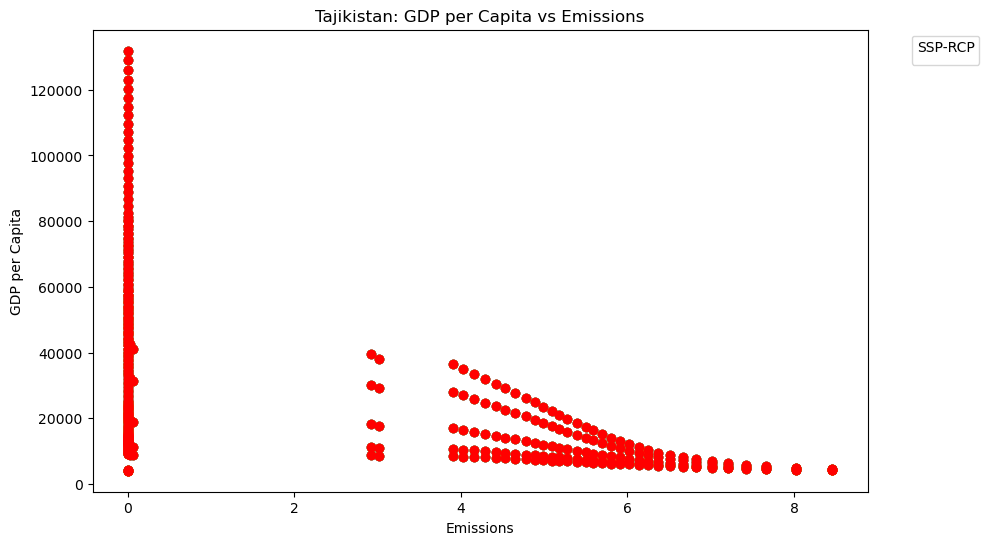 Tajikistan: GDP per Capita vs Emissions
SSP-RCP
120000
100000
80000
60000
40000
20000
0
GDP per Capita
0 2 4 6 8
Emissions